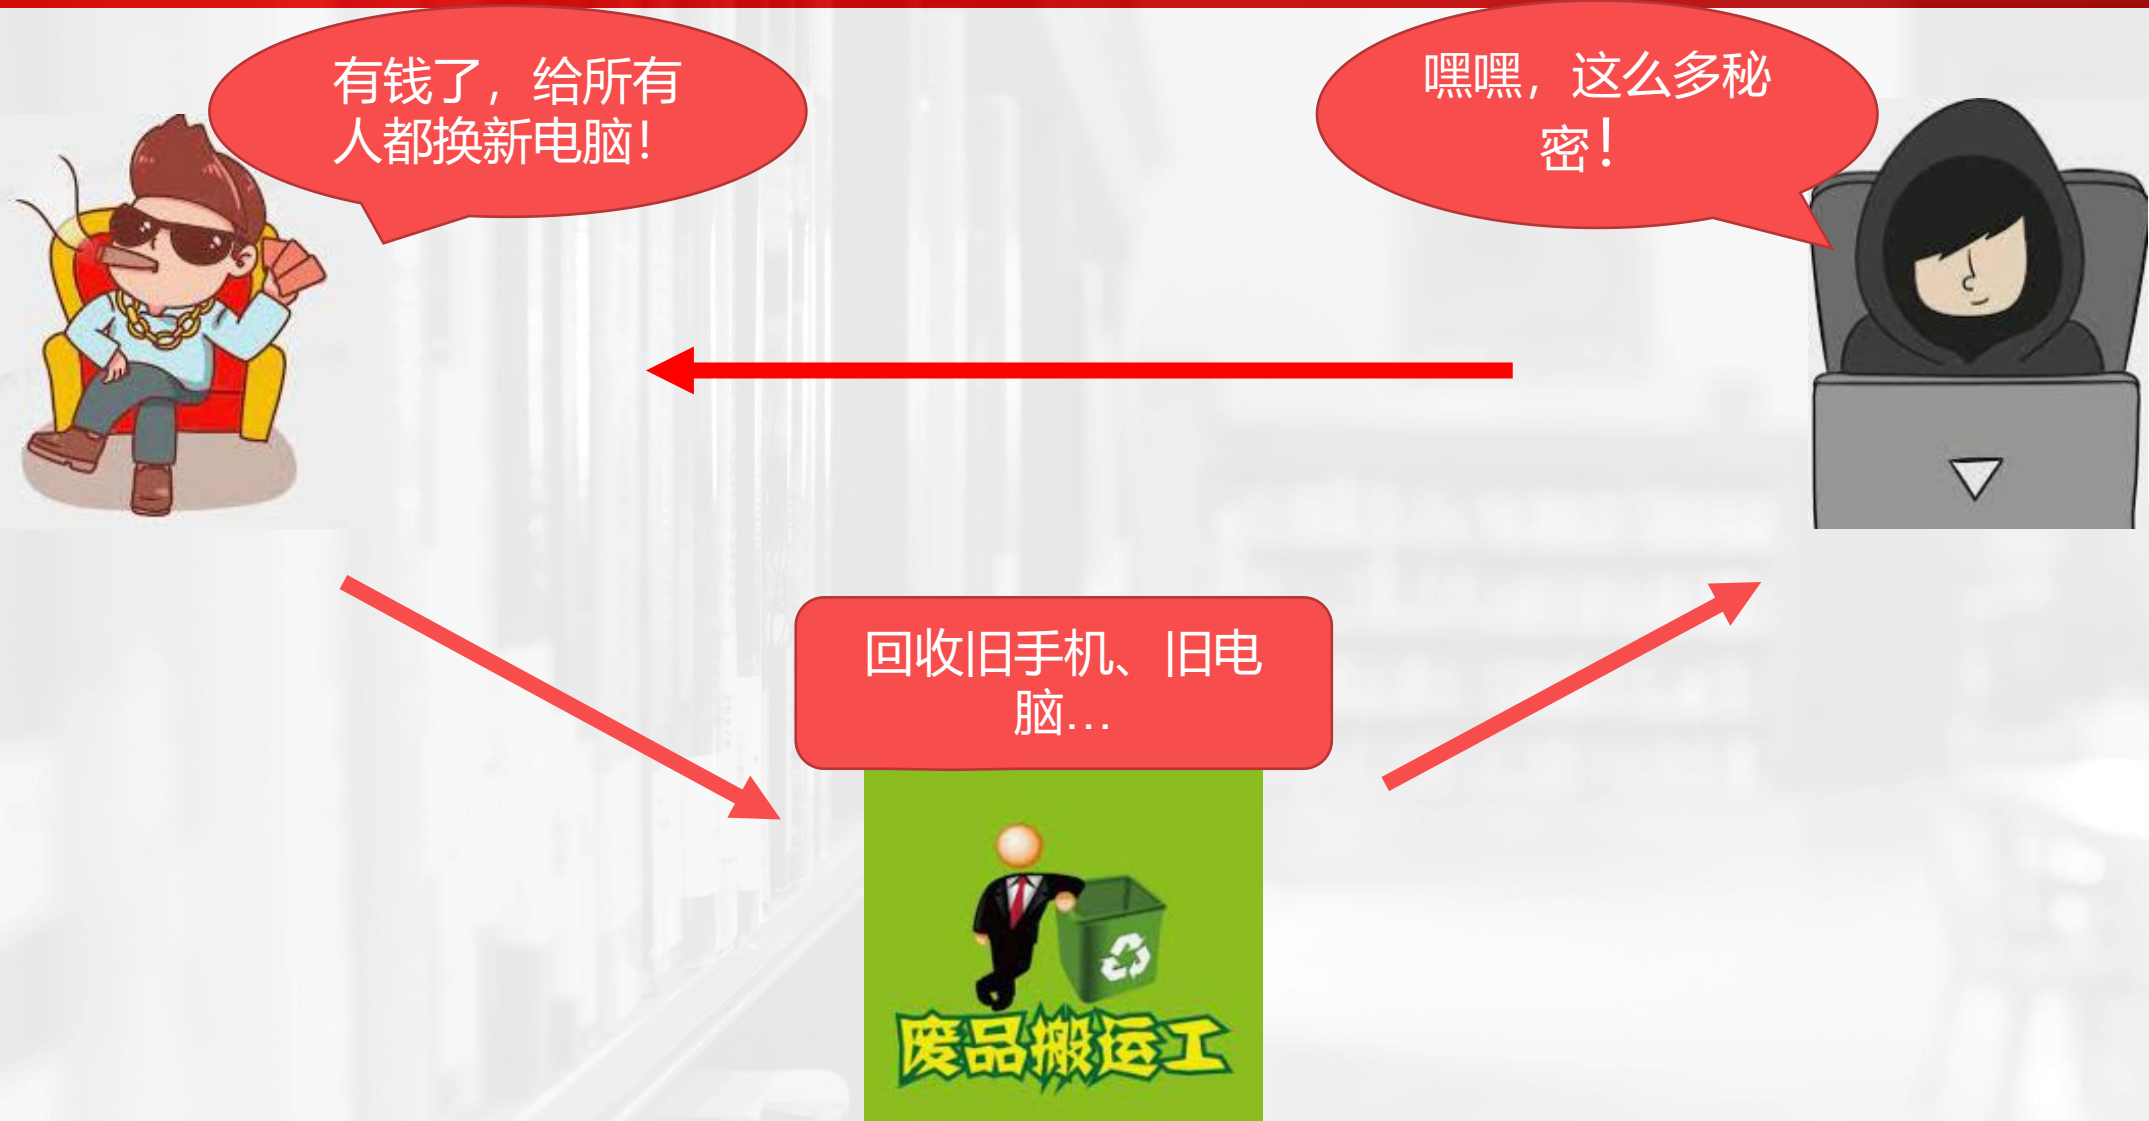 有钱了，给所有
人都换新电脑！
嘿嘿，这么多秘
密！
回收旧手机、旧电
脑…
废品搬运工